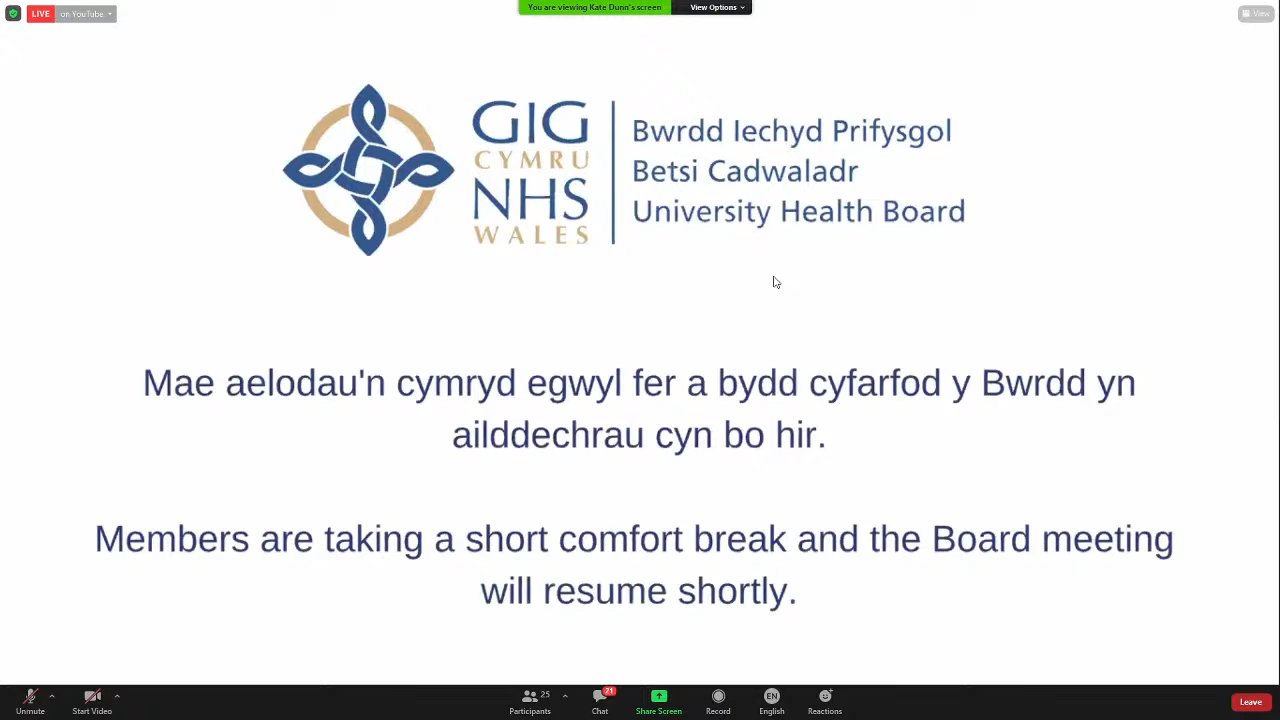 LIVE on YouTube
You are viewing Kate Dunn's screen View Options
View
GIG
CYMRU
NHS
WALES
Bwrdd Iechyd Prifysgol
Betsi Cadwaladr
University Health Board
Mae aelodau'n cymryd egwyl fer a bydd cyfarfod y Bwrdd yn
ailddechrau cyn bo hir.
Members are taking a short comfort break and the Board meeting
will resume shortly.
25 21 EN
Unmute Start Video Participants Chat Share Screen Record English Reactions Leave